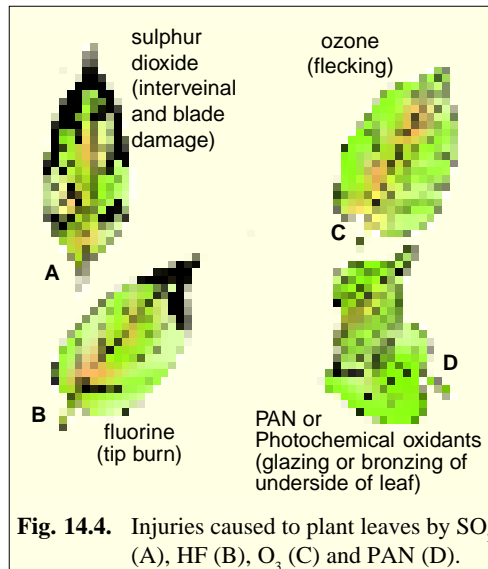 sulphur
dioxide
(interveinal
and blade
damage)
ozone
(flecking)
A
C
B
D
fluorine
(tip burn)
PAN or
Photochemical oxidants
(glazing or bronzing of
underside of leaf)
Fig. 14.4. Injuries caused to plant leaves by SO₂
(A), HF (B), O₃ (C) and PAN (D).